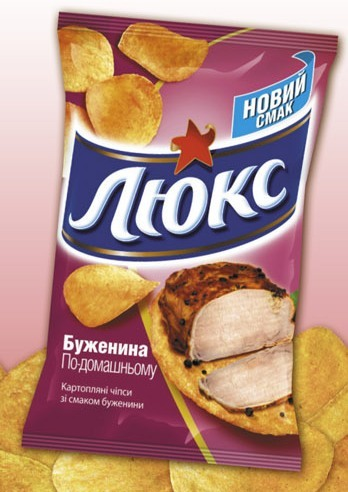 НОВИЙ
СМАК
Люкс
Буженина
По-домашньому
Картопляні чіпси
зі смаком буженини